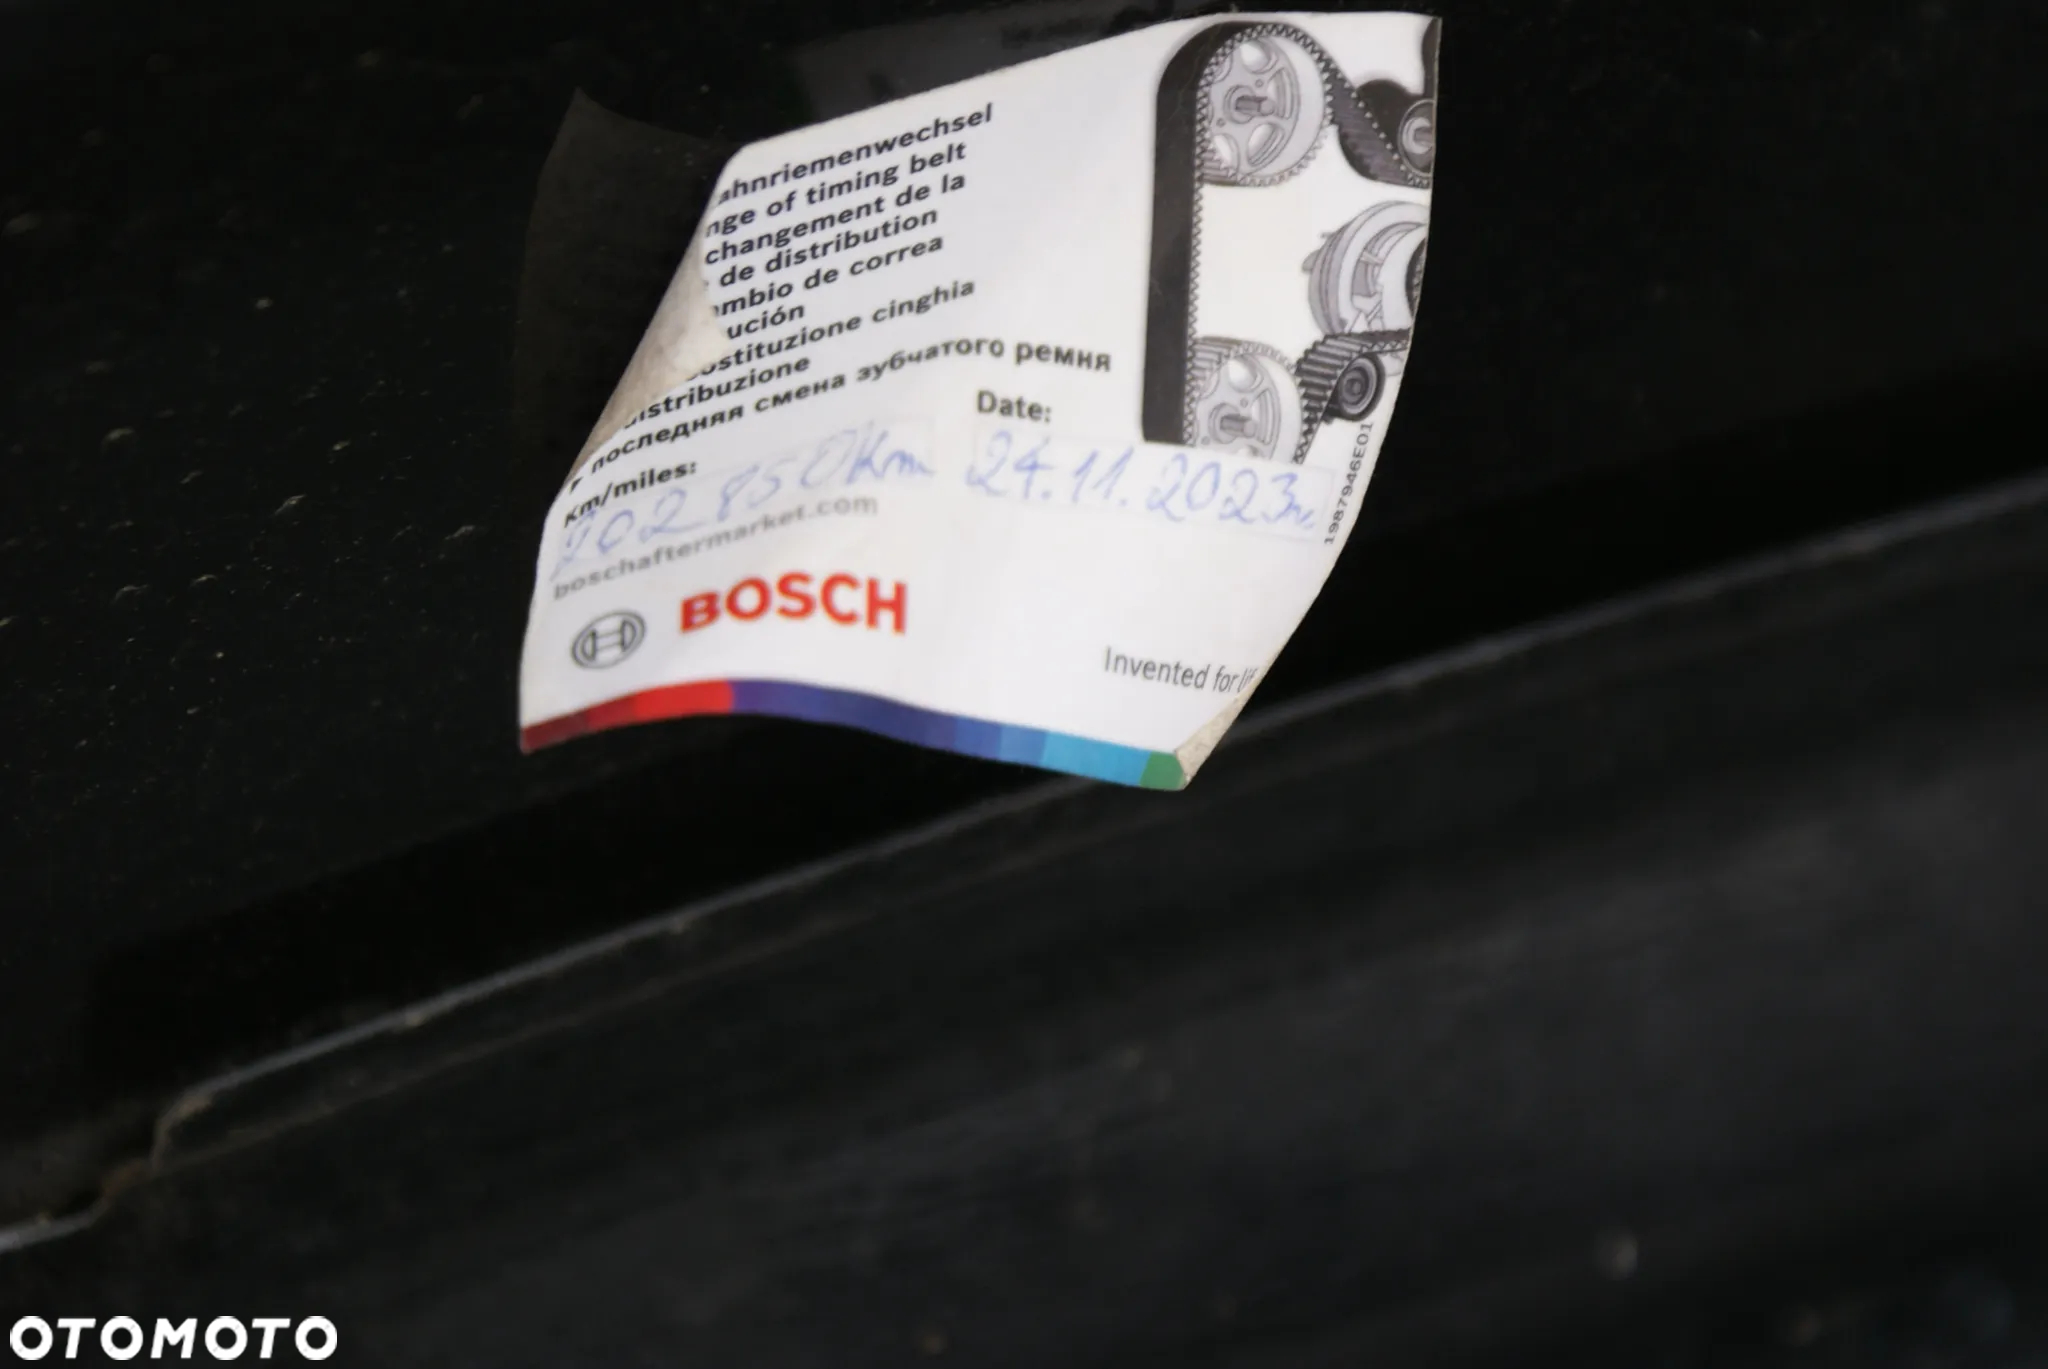 ahnriemenwechsel
nge of timing belt
changement de la
de distribution
ambio de correa
ución
ostituzione cinghia
distribuzione
последняя смена зубчатого ремня
Km/miles:
Date:
202 850 Km
24.11.2023r.
boschaftermarket.com
BOSCH
Invented for lif
1987946E01
OTOMOTO